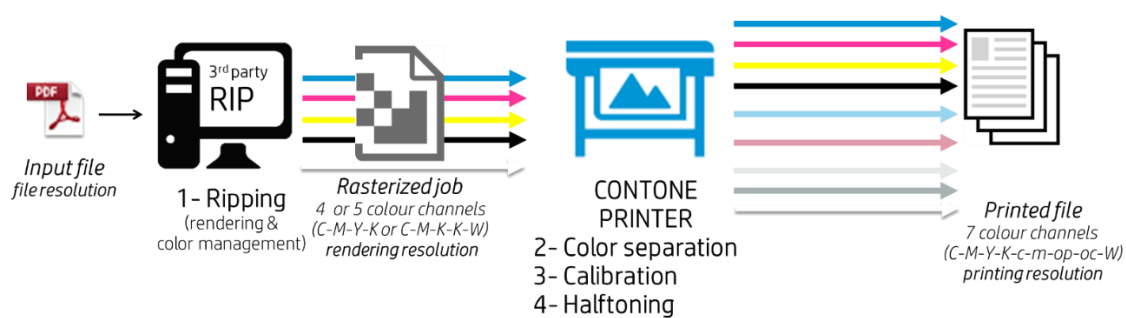 PDF
Input file
file resolution
3rd party
RIP
1- Ripping
(rendering &
color management)
Rasterized job
4 or 5 colour channels
(C-M-Y-K or C-M-K-K-W)
rendering resolution
CONTONE
PRINTER
2- Color separation
3- Calibration
4- Halftoning
Printed file
7 colour channels
(C-M-Y-K-c-m-op-oc-W)
printing resolution